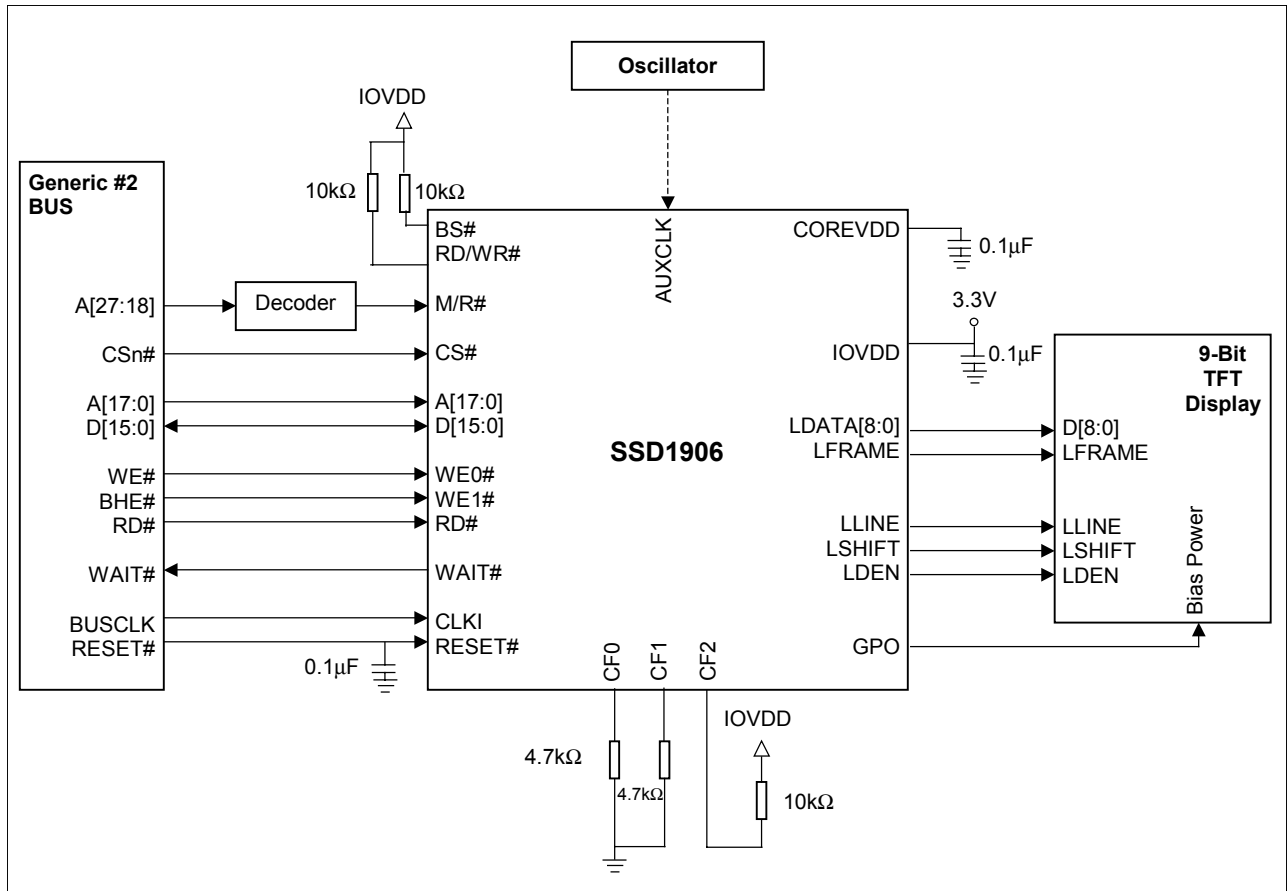 Oscillator
IOVDD
10kΩ
10kΩ
Generic #2
BUS
A[27:18]
CSn#
A[17:0]
D[15:0]
WE#
BHE#
RD#
WAIT#
BUSCLK
RESET#
Decoder
0.1μF
BS#
RD/WR#
M/R#
CS#
A[17:0]
D[15:0]
WE0#
WE1#
RD#
WAIT#
CLKI
RESET#
AUXCLK
SSD1906
CF0
CF1
CF2
COREVDD
IOVDD
LDATA[8:0]
LFRAME
LLINE
LSHIFT
LDEN
GPO
0.1μF
3.3V
0.1μF
9-Bit
TFT
Display
D[8:0]
LFRAME
LLINE
LSHIFT
LDEN
Bias Power
4.7kΩ
4.7kΩ
IOVDD
10kΩ